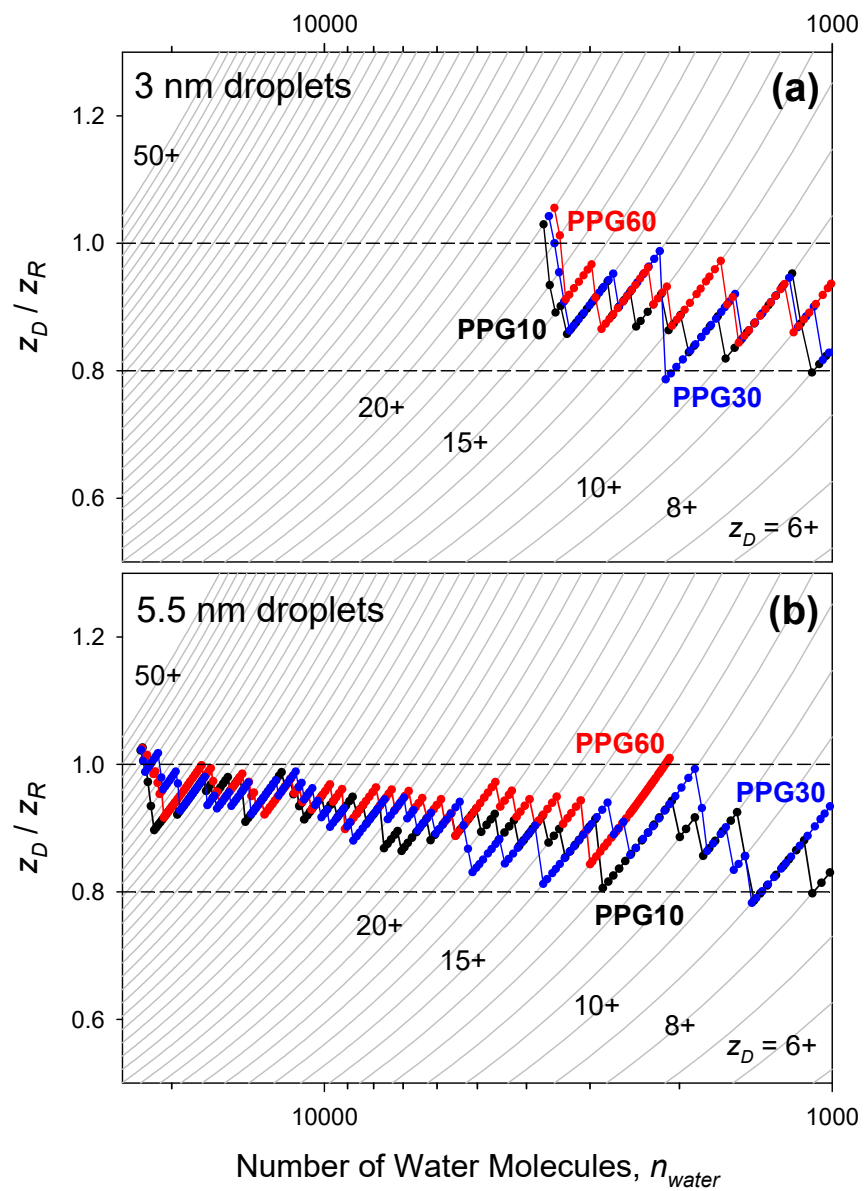 10000 1000
3 nm droplets (a)
1.2
50+
PPG60
1.0
z_D / z_R
PPG10
0.8
PPG30
20+
15+
10+
0.6
8+
z_D = 6+
5.5 nm droplets (b)
1.2
50+
PPG60
1.0
PPG30
z_D / z_R
0.8
PPG10
20+
15+
10+
0.6
8+
z_D = 6+
10000 1000
Number of Water Molecules, n_water